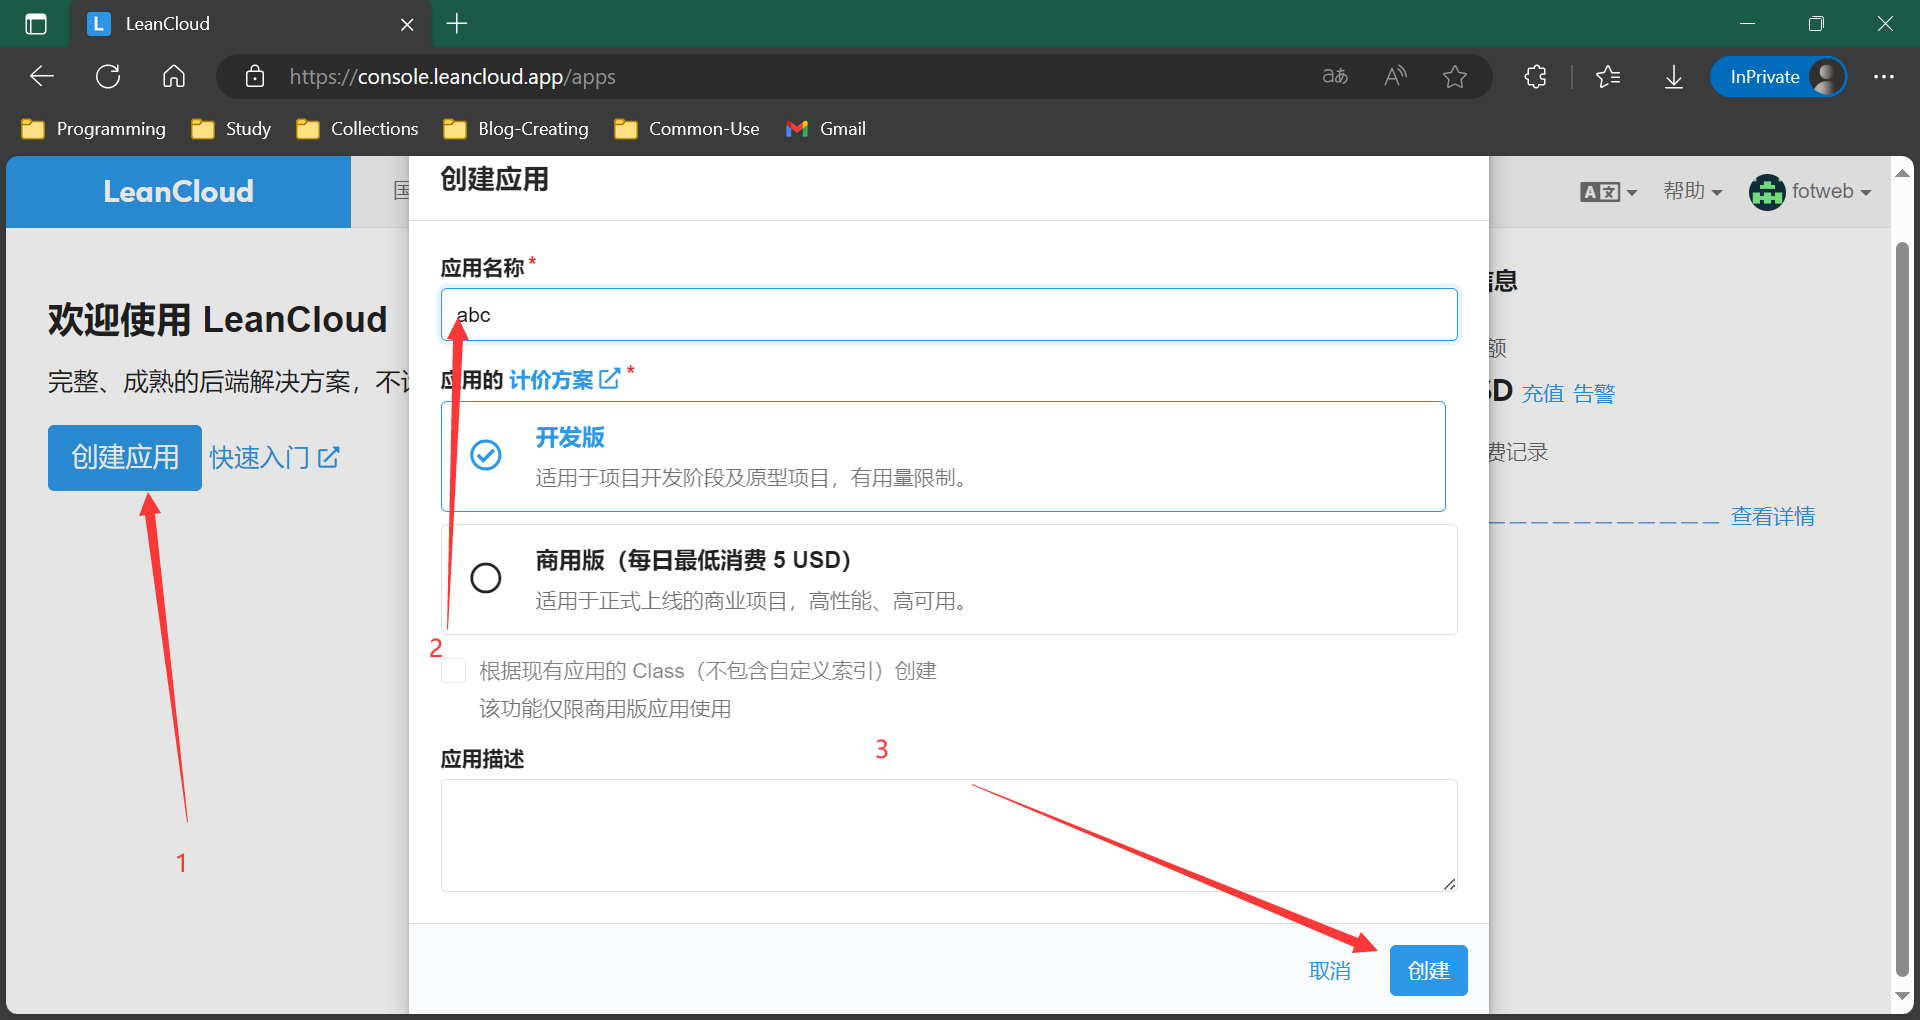 LeanCloud
https://console.leancloud.app/apps
InPrivate
Programming
Study
Collections
Blog-Creating
Common-Use
Gmail
LeanCloud
国
帮助
fotweb
欢迎使用 LeanCloud
完整、成熟的后端解决方案，不
创建应用
快速入门
1
创建应用
应用名称*
abc
应用的 计价方案 *
开发版
适用于项目开发阶段及原型项目，有用量限制。
商用版（每日最低消费 5 USD）
适用于正式上线的商业项目，高性能、高可用。
2
根据现有应用的 Class（不包含自定义索引）创建
该功能仅限商用版应用使用
3
应用描述
取消
创建
息
额
D 充值 告警
费记录
查看详情